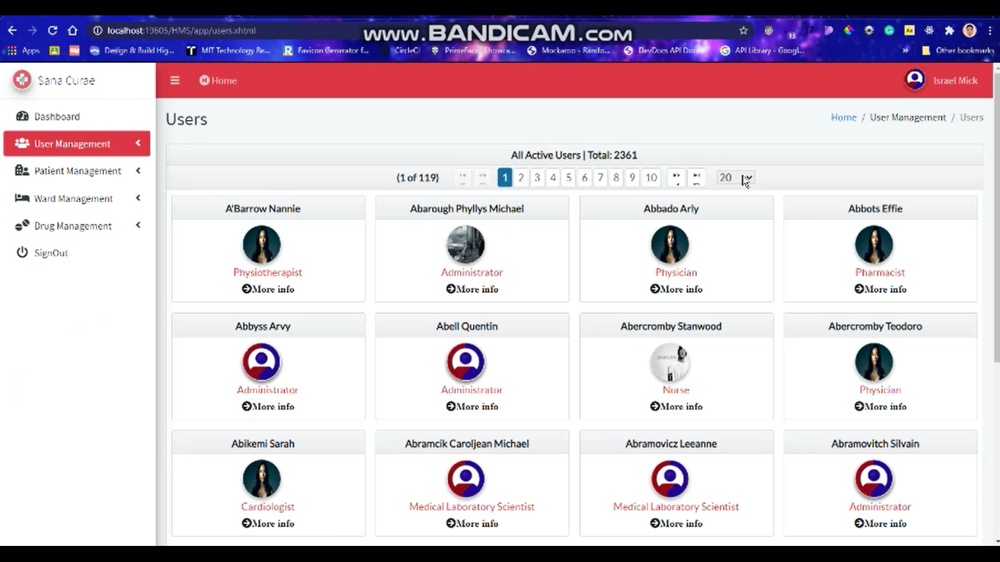 localhost:19605/HMS/app/users.xhtml
www.BANDICAM.com
Apps
Design & Build Hig...
MIT Technology Re...
Favicon Generator f...
CircleCI
PrimeFaces Showca...
Mockaroo - Rando...
DevDocs API Do
API Library - Googl...
Other bookmarks
Sana Curae
Home
Israel Mick
Dashboard
User Management
Patient Management
Ward Management
Drug Management
SignOut
Users
Home / User Management / Users
All Active Users | Total: 2361
(1 of 119) 1 2 3 4 5 6 7 8 9 10 20
A'Barrow Nannie
Physiotherapist
More info
Abarough Phyllys Michael
Administrator
More info
Abbado Arly
Physician
More info
Abbots Effie
Pharmacist
More info
Abbyss Arvy
Administrator
More info
Abell Quentin
Administrator
More info
Abercromby Stanwood
Nurse
More info
Abercromby Teodoro
Physician
More info
Abikemi Sarah
Cardiologist
More info
Abramcik Caroljean Michael
Medical Laboratory Scientist
More info
Abramovicz Leeanne
Medical Laboratory Scientist
More info
Abramovitch Silvain
Administrator
More info